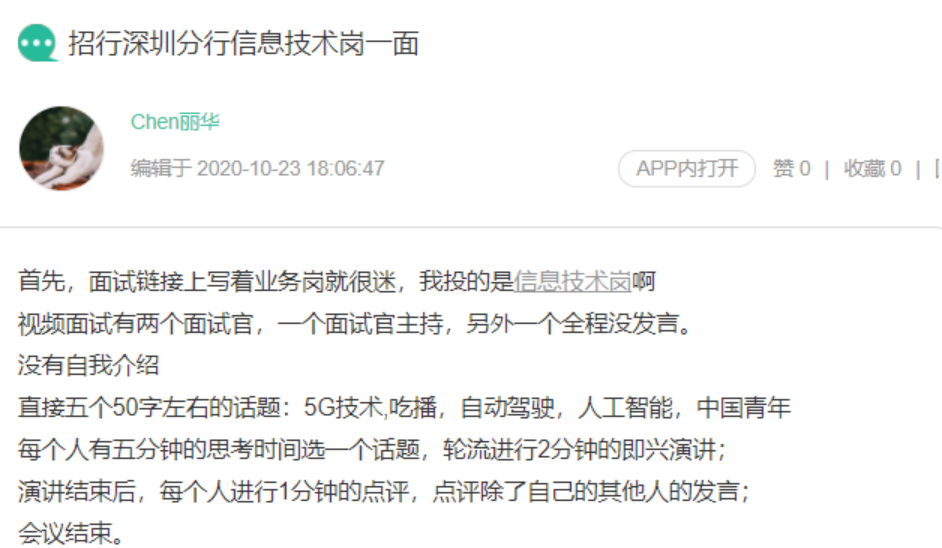 招行深圳分行信息技术岗一面
Chen丽华
编辑于 2020-10-23 18:06:47
APP内打开 赞 0 | 收藏 0 |
首先，面试链接上写着业务岗就很迷，我投的是信息技术岗啊
视频面试有两个面试官，一个面试官主持，另外一个全程没发言。
没有自我介绍
直接五个50字左右的话题：5G技术,吃播，自动驾驶，人工智能，中国青年
每个人有五分钟的思考时间选一个话题，轮流进行2分钟的即兴演讲；
演讲结束后，每个人进行1分钟的点评，点评除了自己的其他人的发言；
会议结束。